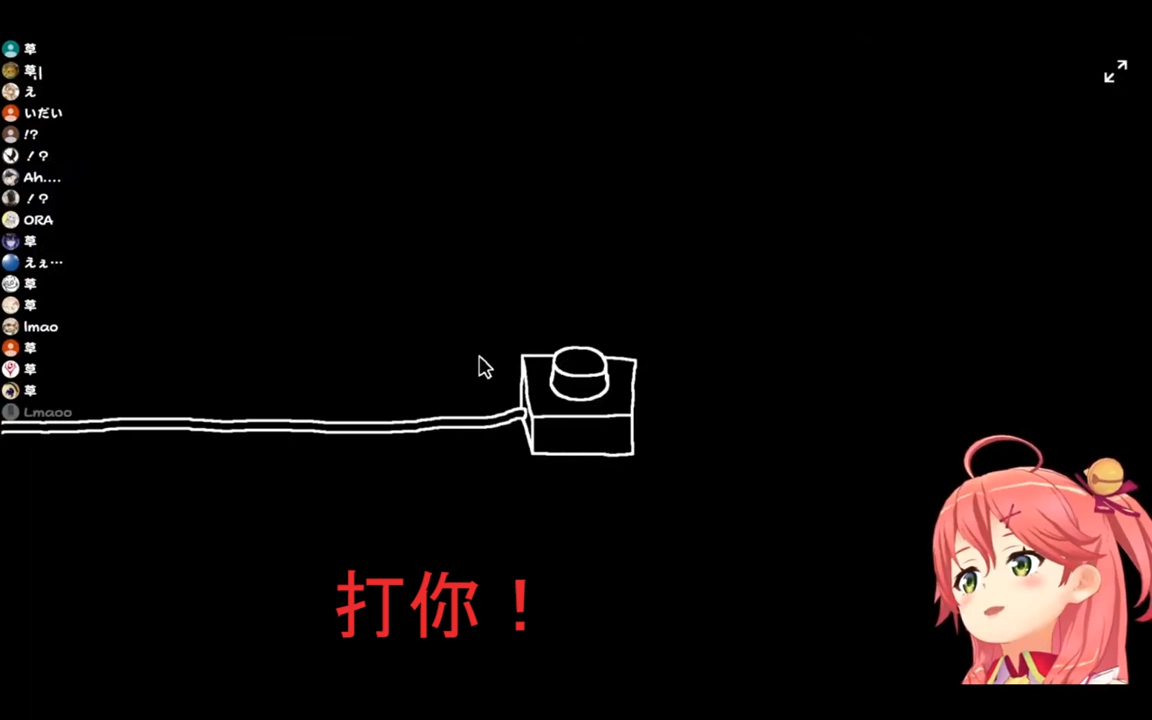 草
草||
え
いだい
!?
！？
Ah....
！？
ORA
草
えぇ…
草
草
lmao
草
草
草
Lmaoo
打你！